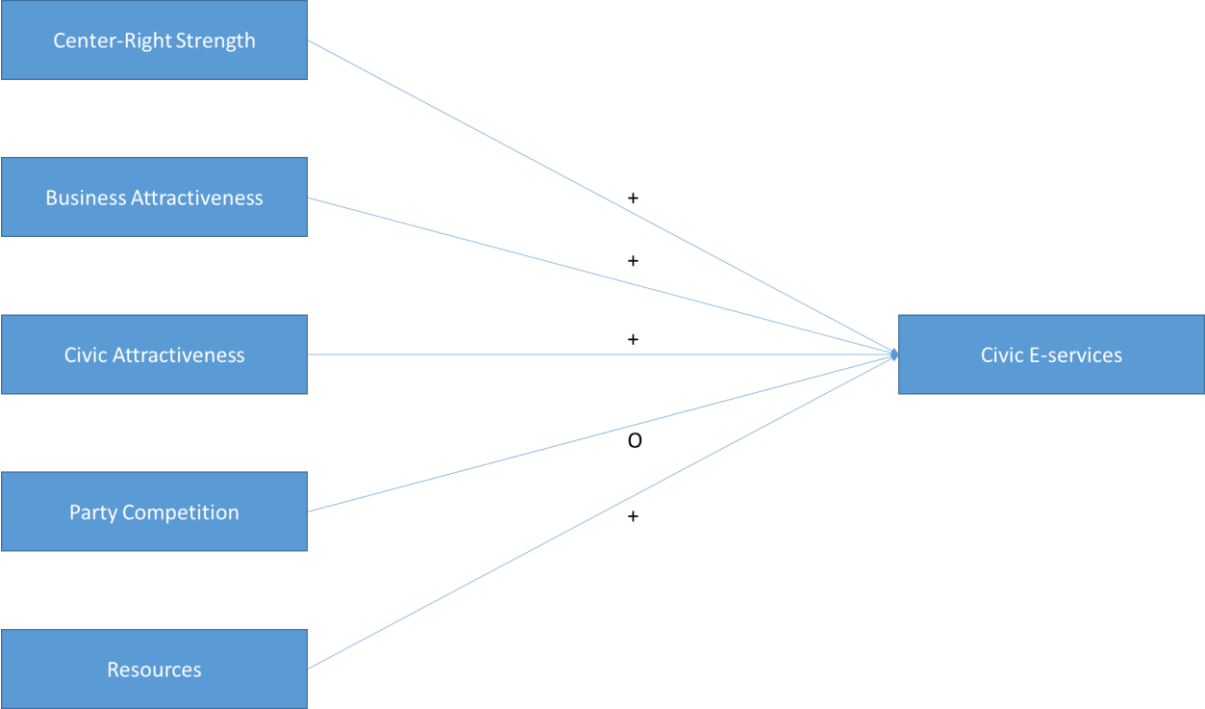 Center-Right Strength
Business Attractiveness
+
+
Civic Attractiveness
+
Civic E-services
O
Party Competition
+
Resources